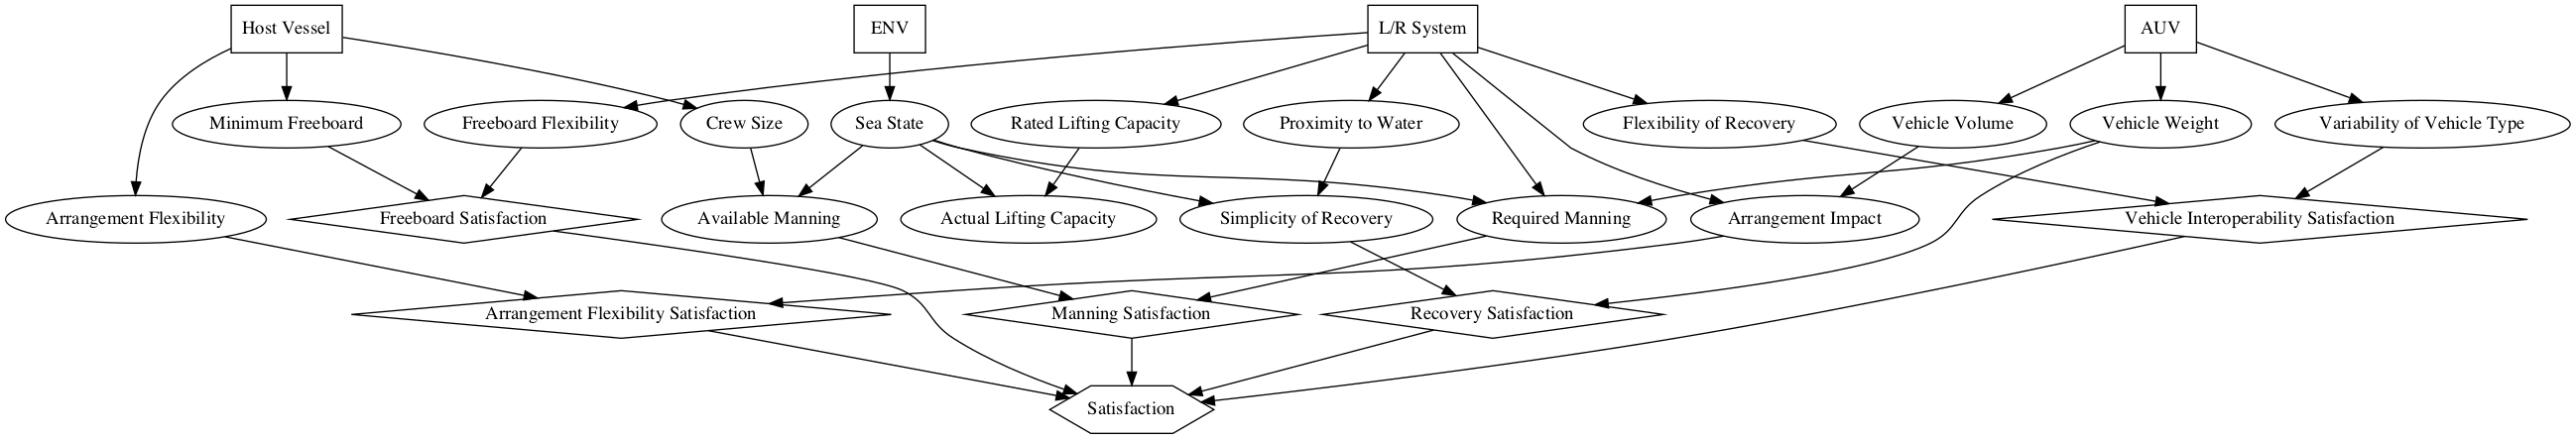 Host Vessel
ENV
L/R System
AUV
Minimum Freeboard
Freeboard Flexibility
Crew Size
Sea State
Rated Lifting Capacity
Proximity to Water
Flexibility of Recovery
Vehicle Volume
Vehicle Weight
Variability of Vehicle Type
Arrangement Flexibility
Freeboard Satisfaction
Available Manning
Actual Lifting Capacity
Simplicity of Recovery
Required Manning
Arrangement Impact
Vehicle Interoperability Satisfaction
Arrangement Flexibility Satisfaction
Manning Satisfaction
Recovery Satisfaction
Satisfaction